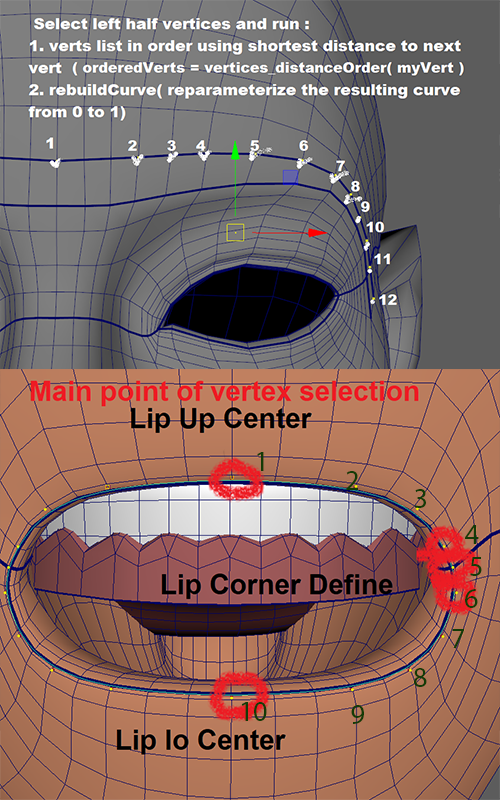 Select left half vertices and run :
1. verts list in order using shortest distance to next
vert ( orderedVerts = vertices_distanceOrder( myVert )
2. rebuildCurve( reparameterize the resulting curve
from 0 to 1)
1
2
3
4
5
6
7
8
9
10
11
12
Main point of vertex selection
Lip Up Center
1
2
3
4
5
Lip Corner Define
6
7
8
10
9
Lip lo Center